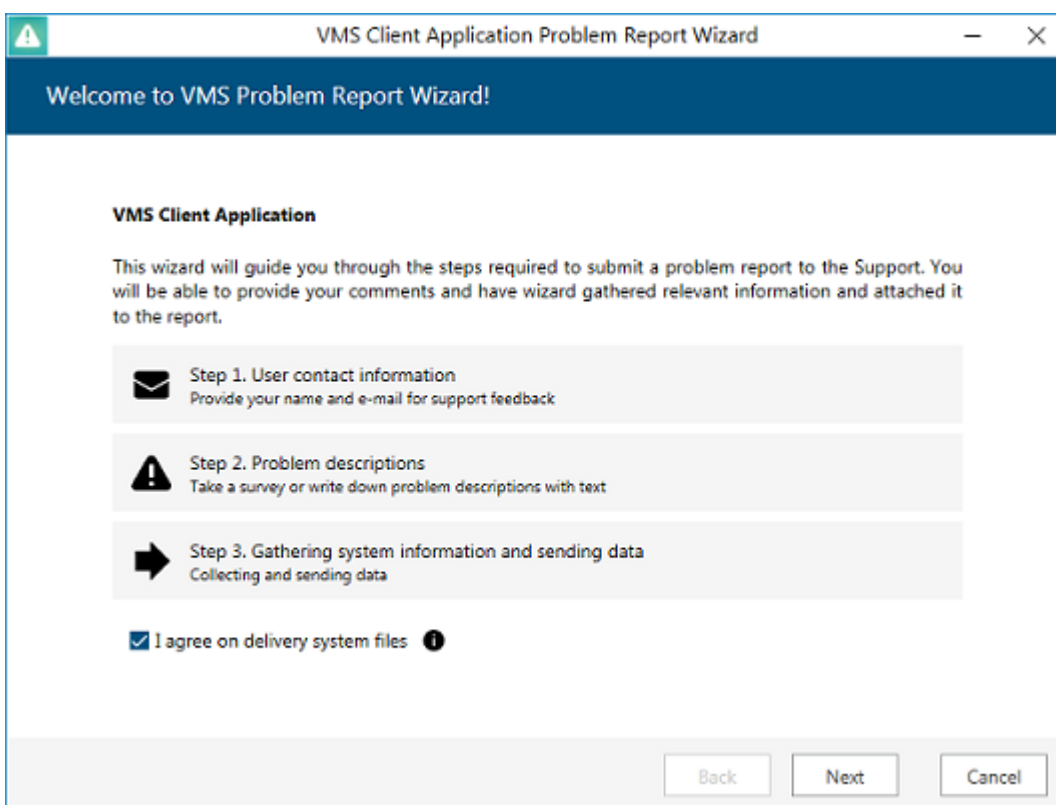 VMS Client Application Problem Report Wizard
Welcome to VMS Problem Report Wizard!
VMS Client Application
This wizard will guide you through the steps required to submit a problem report to the Support. You
will be able to provide your comments and have wizard gathered relevant information and attached it
to the report.
Step 1. User contact information
Provide your name and e-mail for support feedback
Step 2. Problem descriptions
Take a survey or write down problem descriptions with text
Step 3. Gathering system information and sending data
Collecting and sending data
I agree on delivery system files
Back Next Cancel